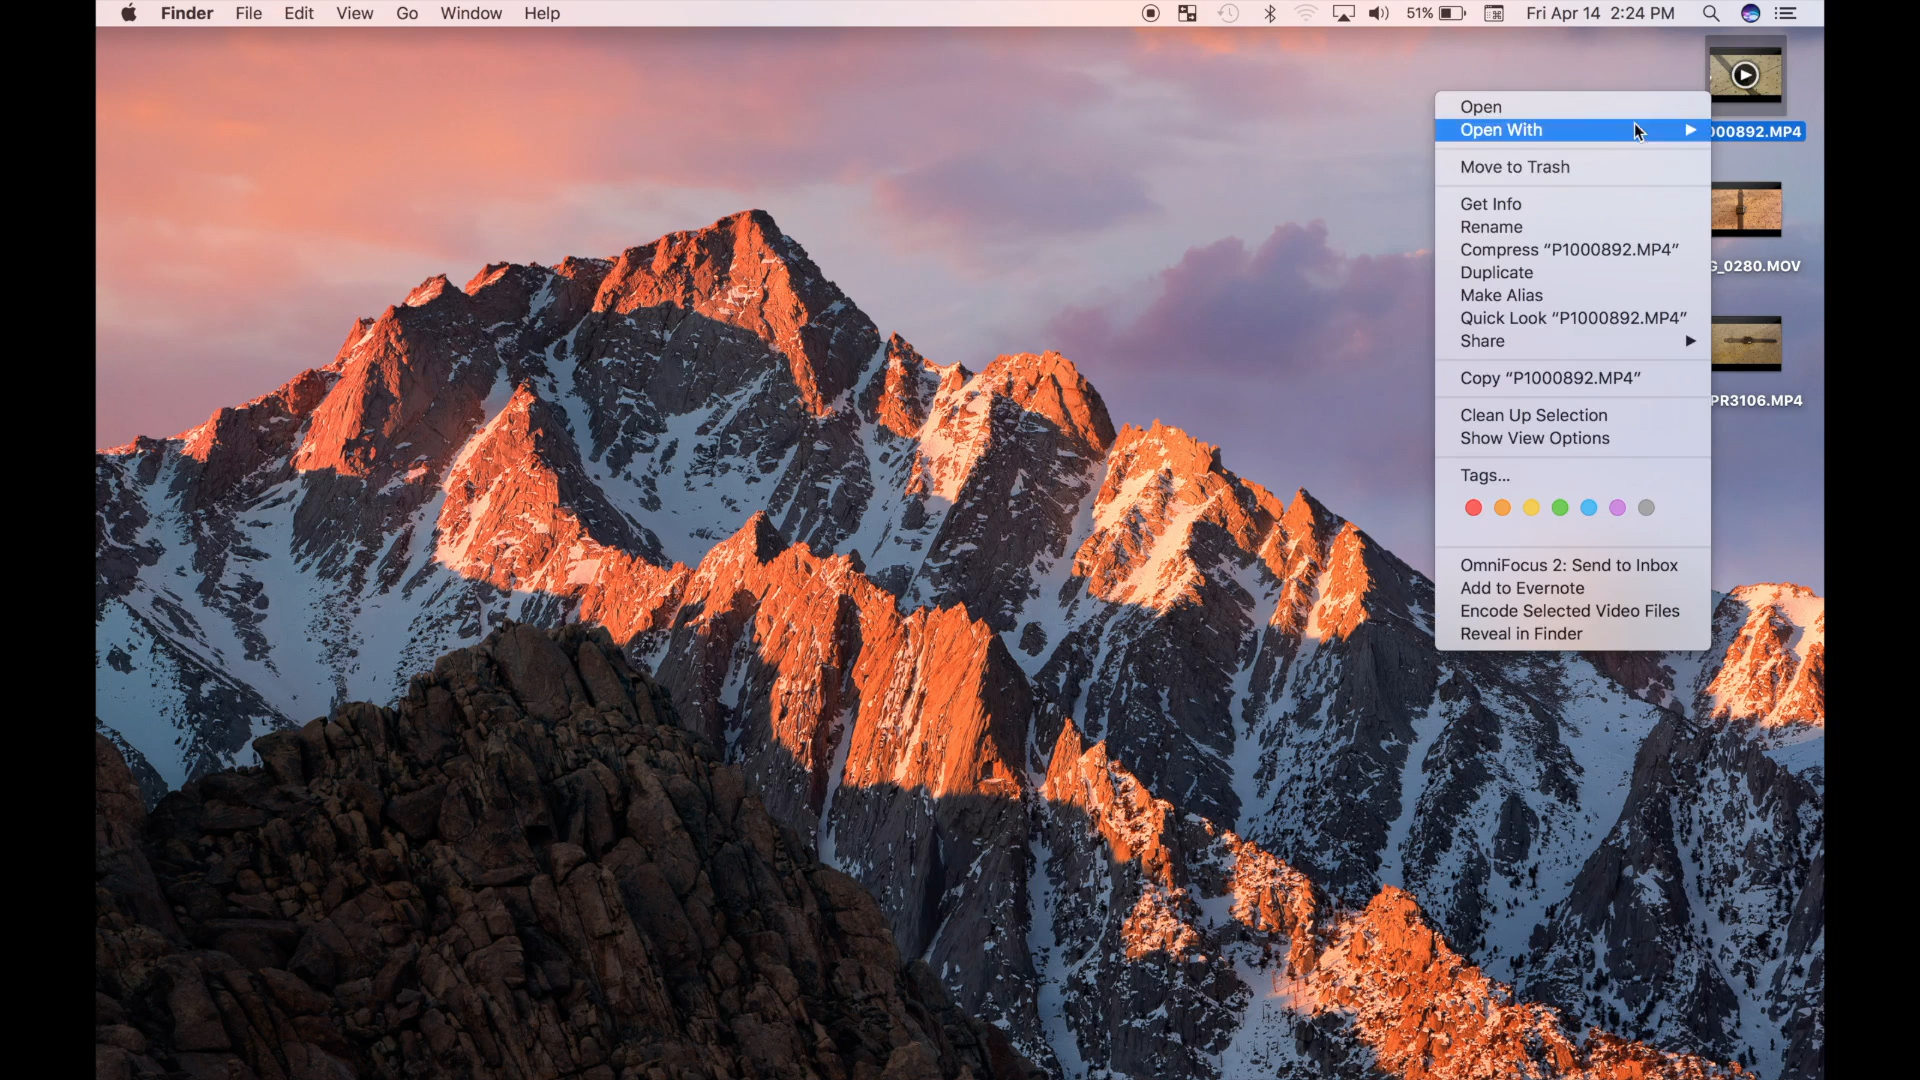 Finder File Edit View Go Window Help 51% Fri Apr 14 2:24 PM
Open
Open With
000892.MP4
Move to Trash
Get Info
Rename
Compress “P1000892.MP4”
G_0280.MOV
Duplicate
Make Alias
Quick Look “P1000892.MP4”
Share
Copy “P1000892.MP4”
PR3106.MP4
Clean Up Selection
Show View Options
Tags...
OmniFocus 2: Send to Inbox
Add to Evernote
Encode Selected Video Files
Reveal in Finder